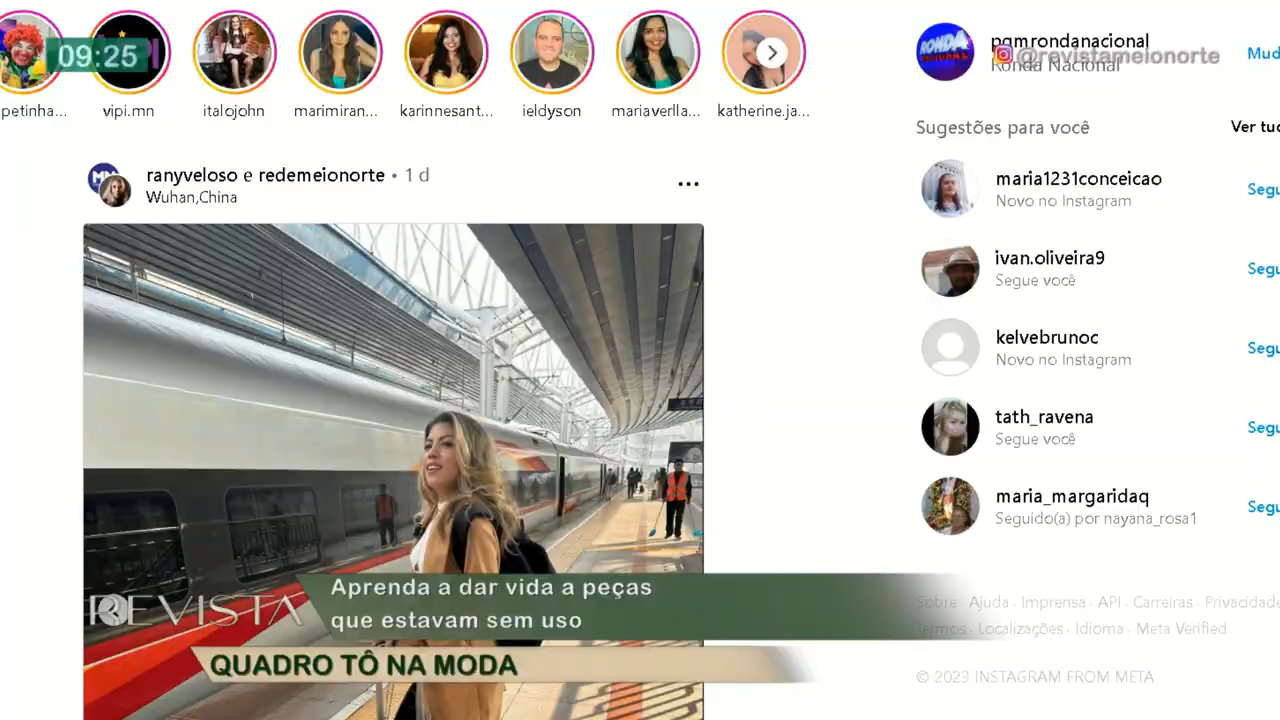 09:25
petinha...
vipi.mn
italojohn
marimiran...
karinnesant...
ieldyson
mariaverlla...
katherine.ja...
pgmrondanacional
Ronda Nacional
@revistameionorte
Mud
Sugestões para você
Ver tud
ranyveloso e redemeionorte • 1 d
Wuhan,China
maria1231conceicao
Novo no Instagram
Segu
ivan.oliveira9
Segue você
Segu
kelvebrunoc
Novo no Instagram
Segu
tath_ravena
Segue você
Segu
maria_margaridaq
Seguido(a) por nayana_rosa1
Segu
REVISTA
Aprenda a dar vida a peças
que estavam sem uso
QUADRO TÔ NA MODA
Sobre · Ajuda · Imprensa · API · Carreiras · Privacidade
Termos · Localizações · Idioma · Meta Verified
© 2023 INSTAGRAM FROM META